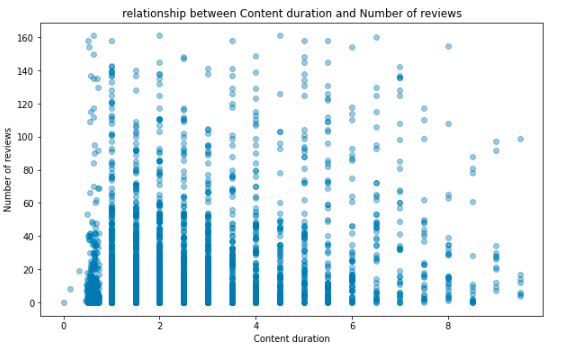 relationship between Content duration and Number of reviews
Number of reviews
160
140
120
100
80
60
40
20
0
0 2 4 6 8
Content duration